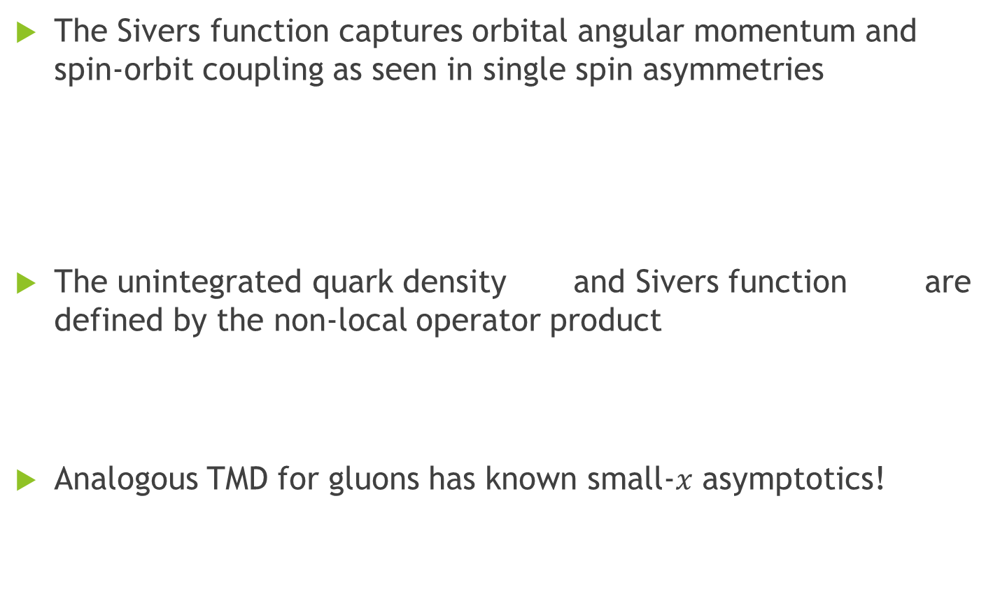 The Sivers function captures orbital angular momentum and
spin-orbit coupling as seen in single spin asymmetries
The unintegrated quark density and Sivers function are
defined by the non-local operator product
Analogous TMD for gluons has known small-𝑥 asymptotics!